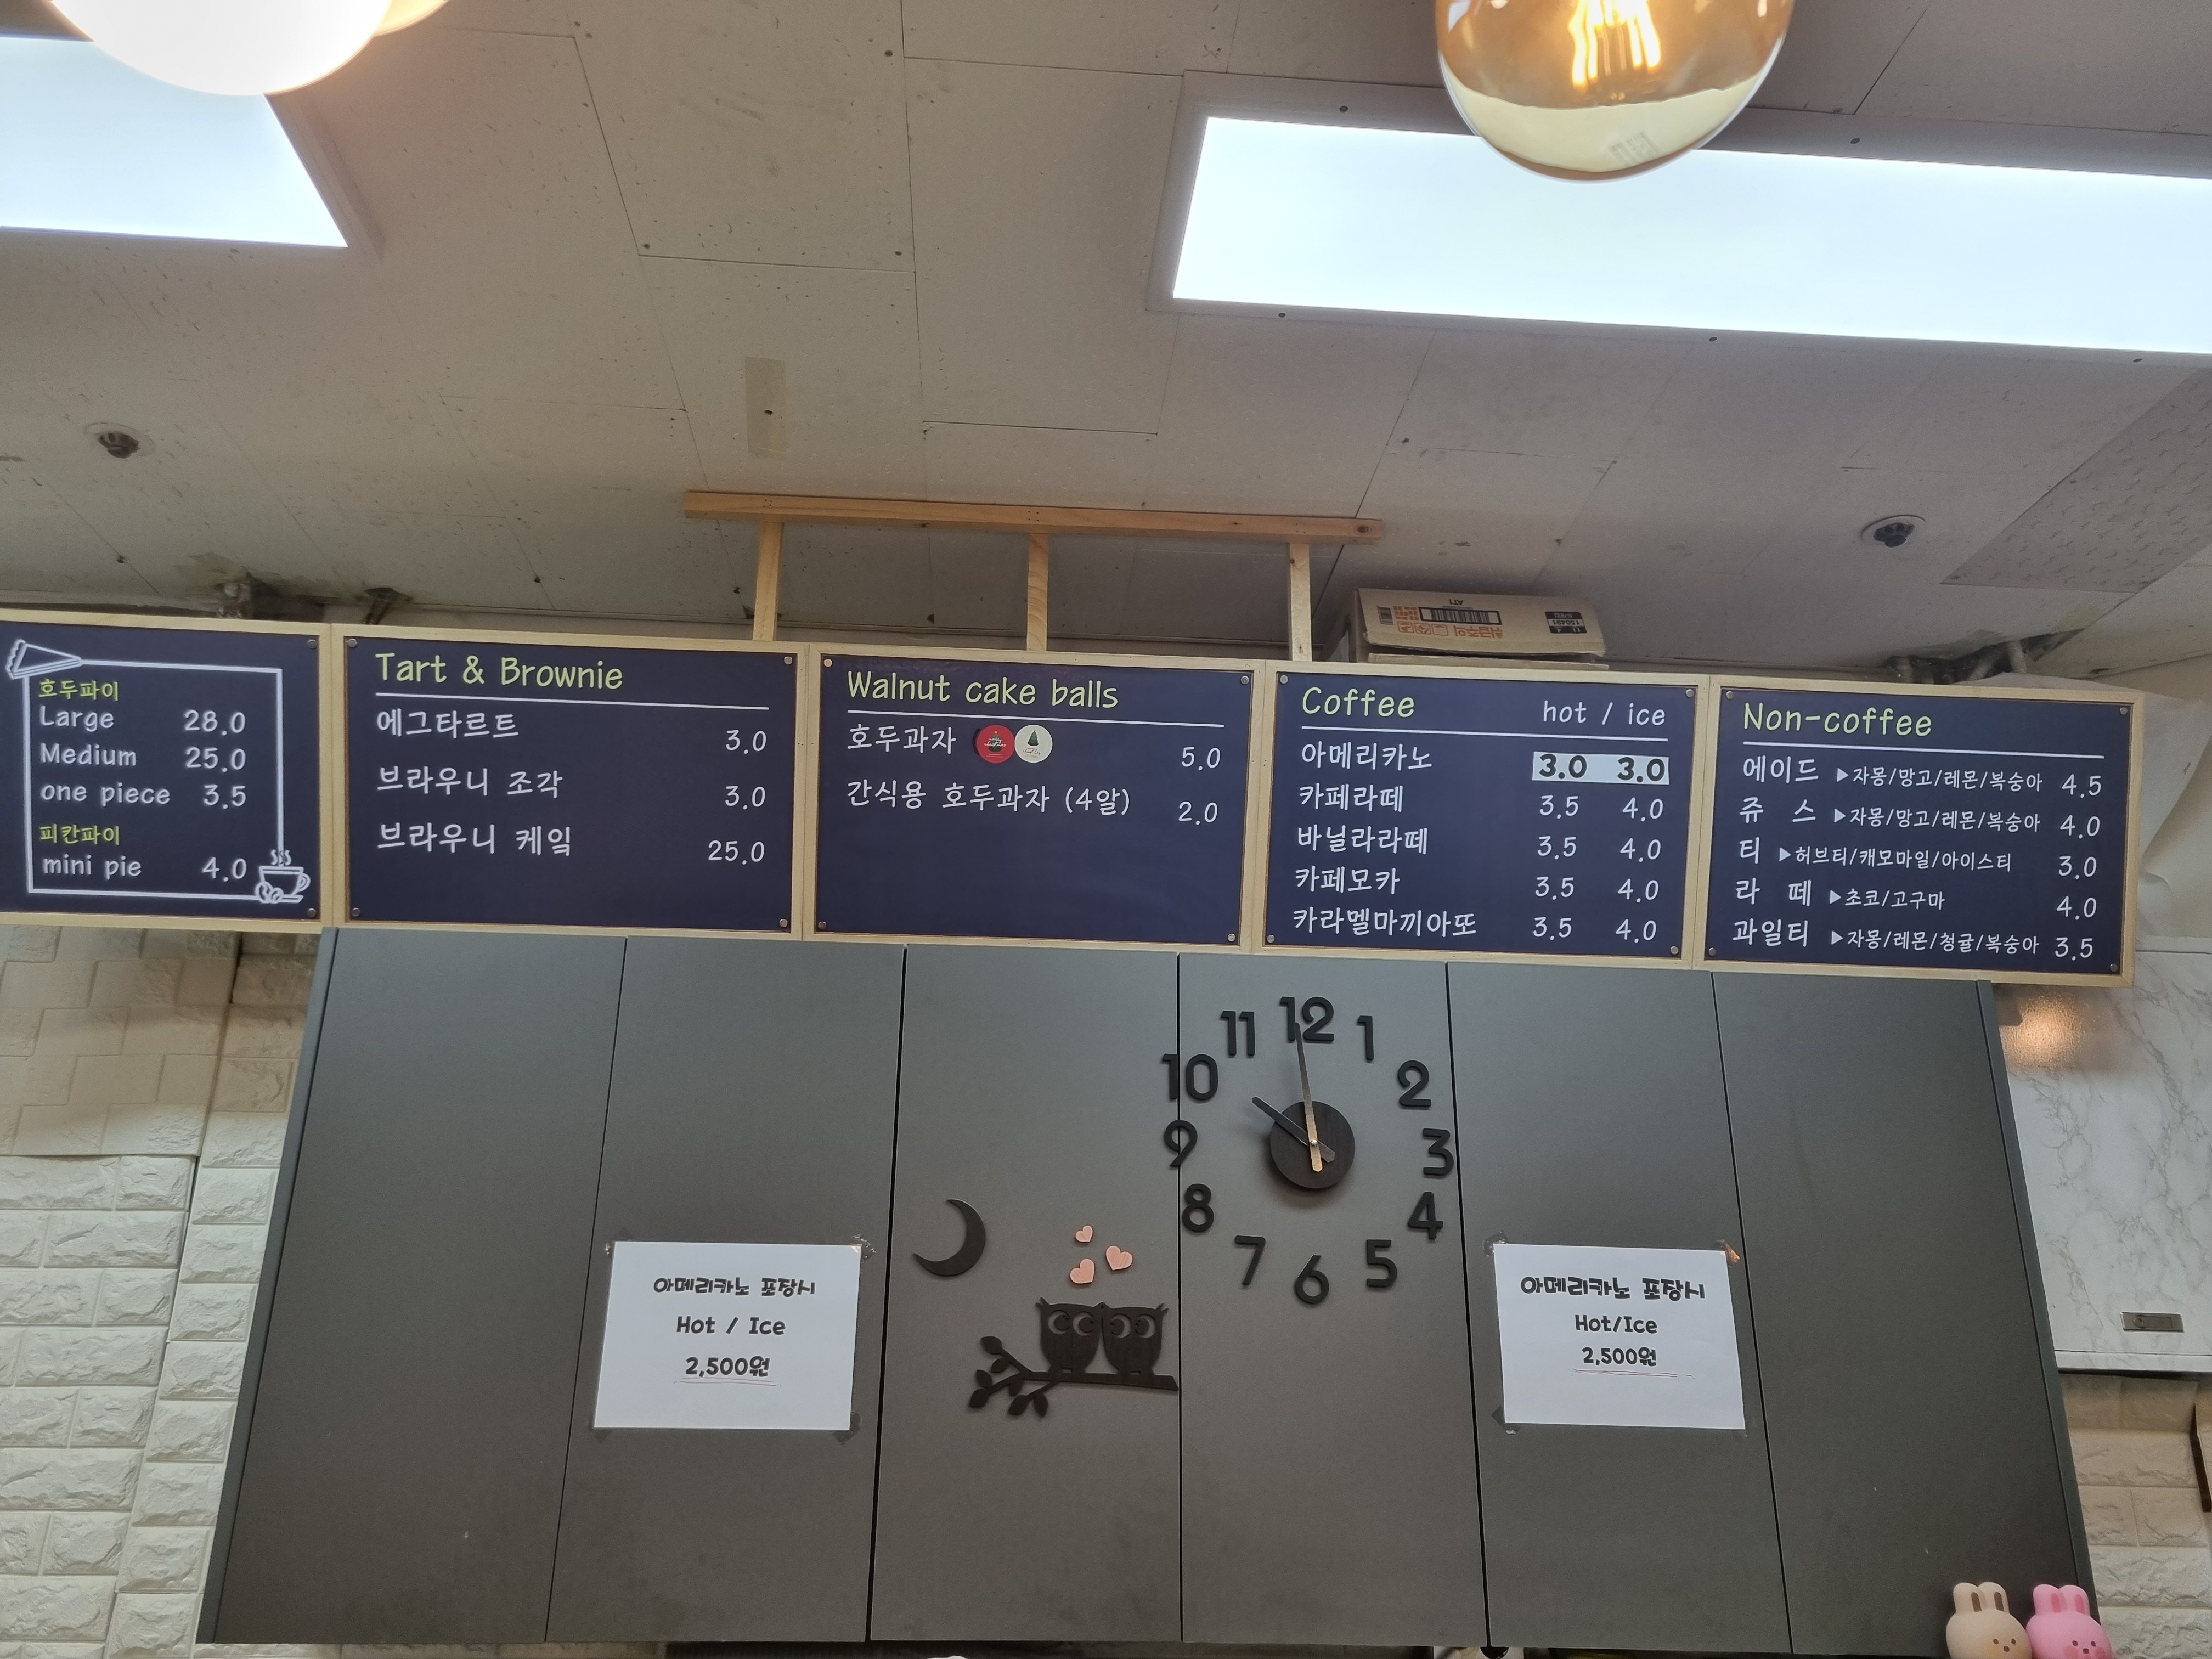 호두파이
Large 28.0
Medium 25.0
one piece 3.5
피칸파이
mini pie 4.0
Tart & Brownie
에그타르트 3.0
브라우니 조각 3.0
브라우니 케잌 25.0
Walnut cake balls
호두과자 5.0
간식용 호두과자 (4알) 2.0
Coffee hot / ice
아메리카노 3.0 3.0
카페라떼 3.5 4.0
바닐라라떼 3.5 4.0
카페모카 3.5 4.0
카라멜마끼아또 3.5 4.0
Non-coffee
에이드 ▶자몽/망고/레몬/복숭아 4.5
쥬 스 ▶자몽/망고/레몬/복숭아 4.0
티 ▶허브티/캐모마일/아이스티 3.0
라 떼 ▶초코/고구마 4.0
과일티 ▶자몽/레몬/청귤/복숭아 3.5
취급주의
AT1
12
11 1
10 2
9 3
8 4
7 5
6
아메리카노 포장시
Hot / Ice
2,500원
아메리카노 포장시
Hot/Ice
2,500원